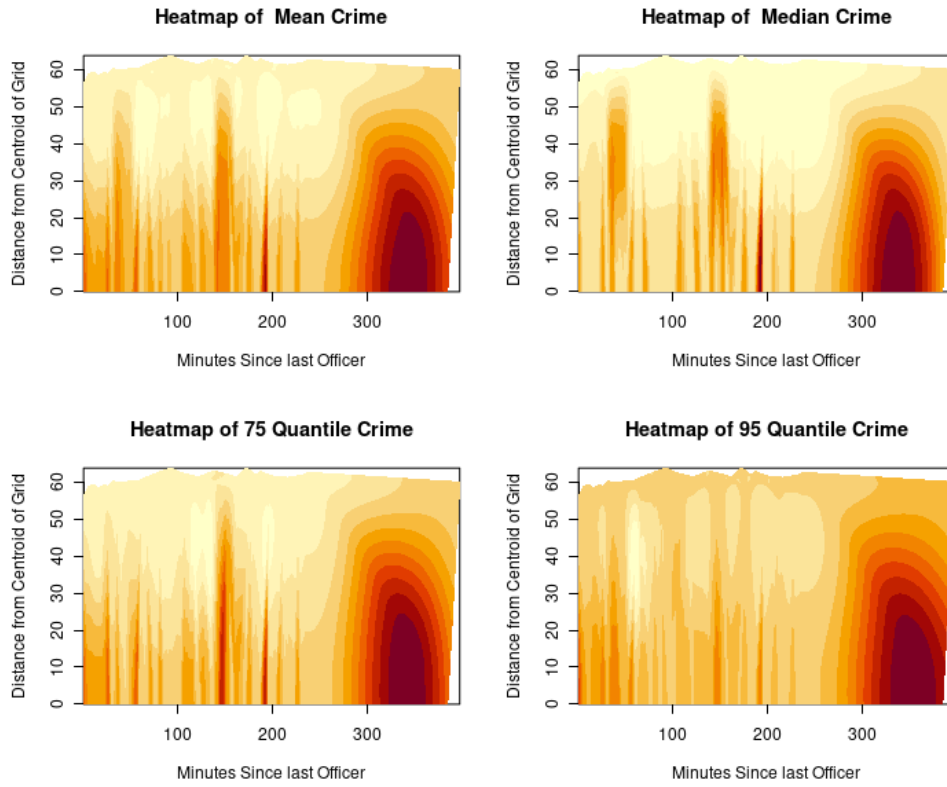 Heatmap of  Mean Crime
Distance from Centroid of Grid
60
50
40
30
20
10
0
100 200 300
Minutes Since last Officer
Heatmap of  Median Crime
Distance from Centroid of Grid
60
50
40
30
20
10
0
100 200 300
Minutes Since last Officer
Heatmap of 75 Quantile Crime
Distance from Centroid of Grid
60
50
40
30
20
10
0
100 200 300
Minutes Since last Officer
Heatmap of 95 Quantile Crime
Distance from Centroid of Grid
60
50
40
30
20
10
0
100 200 300
Minutes Since last Officer